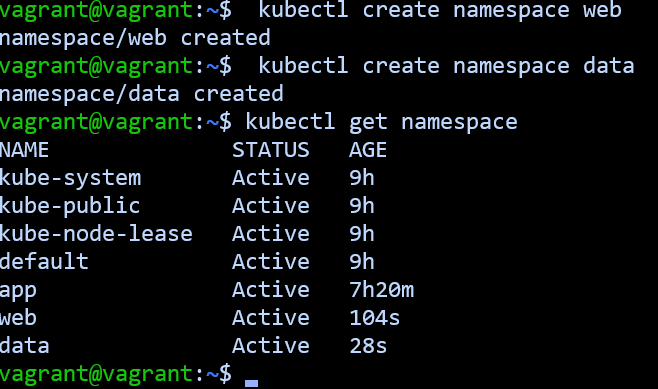 vagrant@vagrant:~$  kubectl create namespace web
namespace/web created
vagrant@vagrant:~$  kubectl create namespace data
namespace/data created
vagrant@vagrant:~$ kubectl get namespace
NAME              STATUS   AGE
kube-system       Active   9h
kube-public       Active   9h
kube-node-lease   Active   9h
default           Active   9h
app               Active   7h20m
web               Active   104s
data              Active   28s
vagrant@vagrant:~$